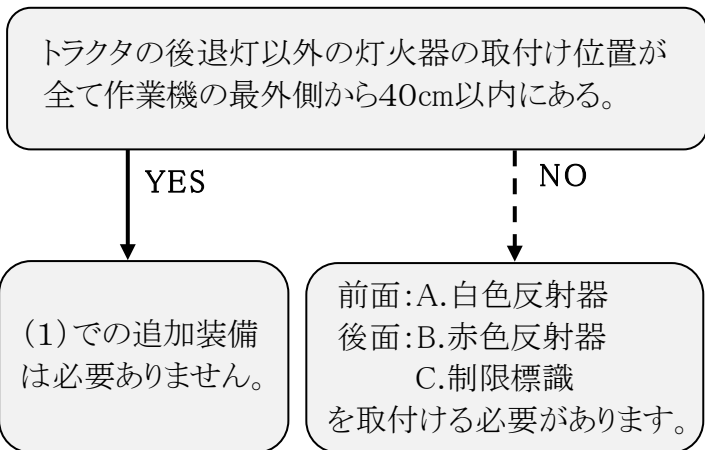 トラクタの後退灯以外の灯火器の取付け位置が
全て作業機の最外側から40cm以内にある。
YES
NO
(1)での追加装備
は必要ありません。
前面:A.白色反射器
後面:B.赤色反射器
C.制限標識
を取付ける必要があります。